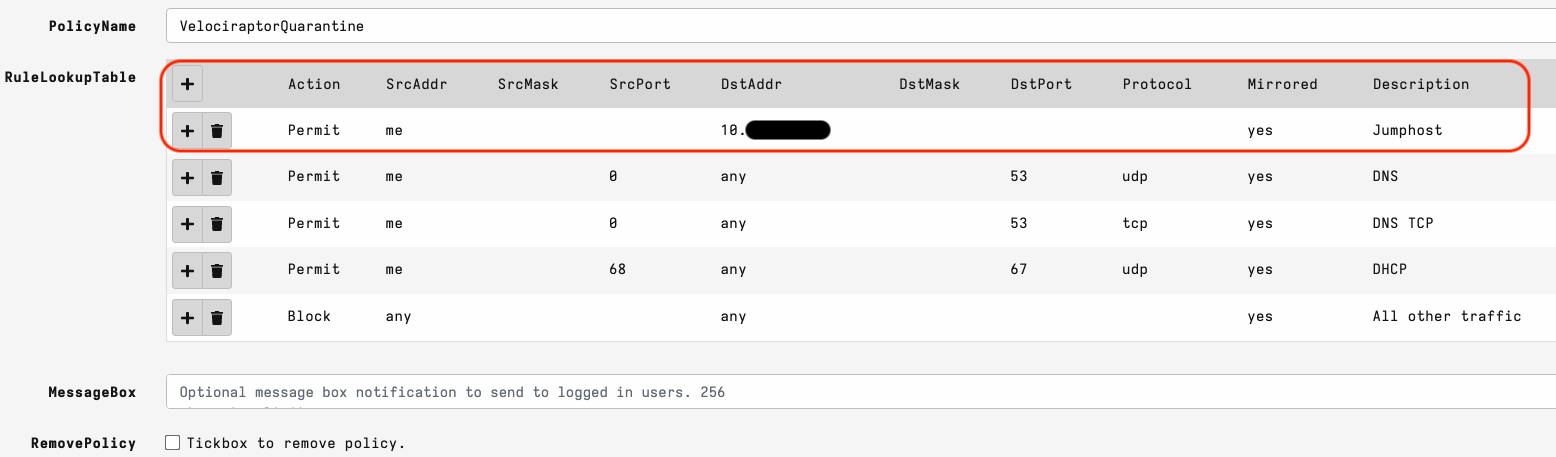 PolicyName VelociraptorQuarantine
RuleLookupTable
+ Action SrcAddr SrcMask SrcPort DstAddr DstMask DstPort Protocol Mirrored Description
+ Permit me 10. yes Jumphost
+ Permit me 0 any 53 udp yes DNS
+ Permit me 0 any 53 tcp yes DNS TCP
+ Permit me 68 any 67 udp yes DHCP
+ Block any any yes All other traffic
MessageBox Optional message box notification to send to logged in users. 256
RemovePolicy Tickbox to remove policy.